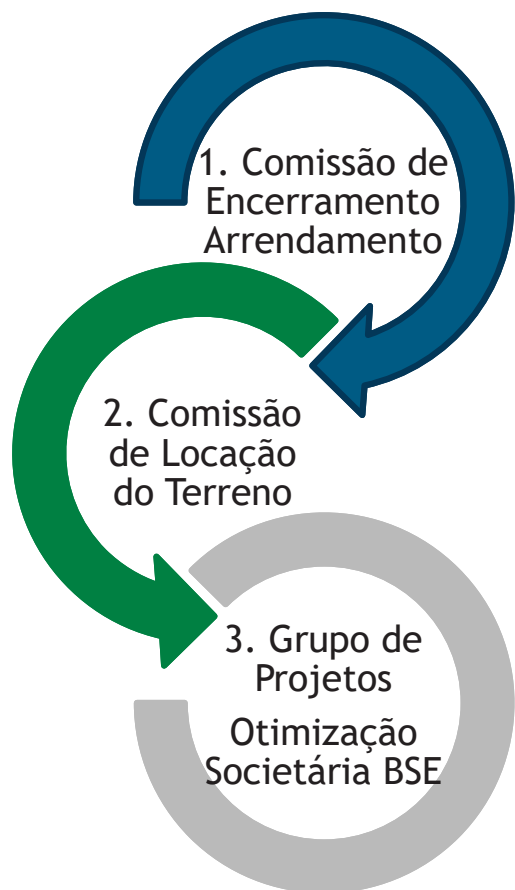 1. Comissão de
Encerramento
Arrendamento
2. Comissão
de Locação
do Terreno
3. Grupo de
Projetos
Otimização
Societária BSE